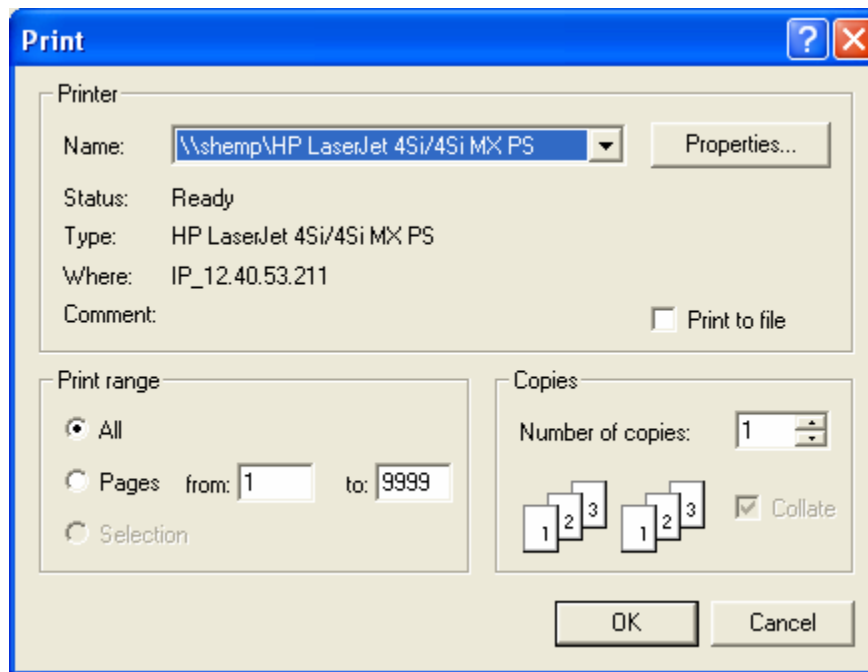 Print
Printer
Name: \\shemp\HP LaserJet 4Si/4Si MX PS Properties...
Status: Ready
Type: HP LaserJet 4Si/4Si MX PS
Where: IP_12.40.53.211
Comment: Print to file
Print range
All
Pages from: 1 to: 9999
Selection
Copies
Number of copies: 1
1 2 3 1 2 3 Collate
OK Cancel